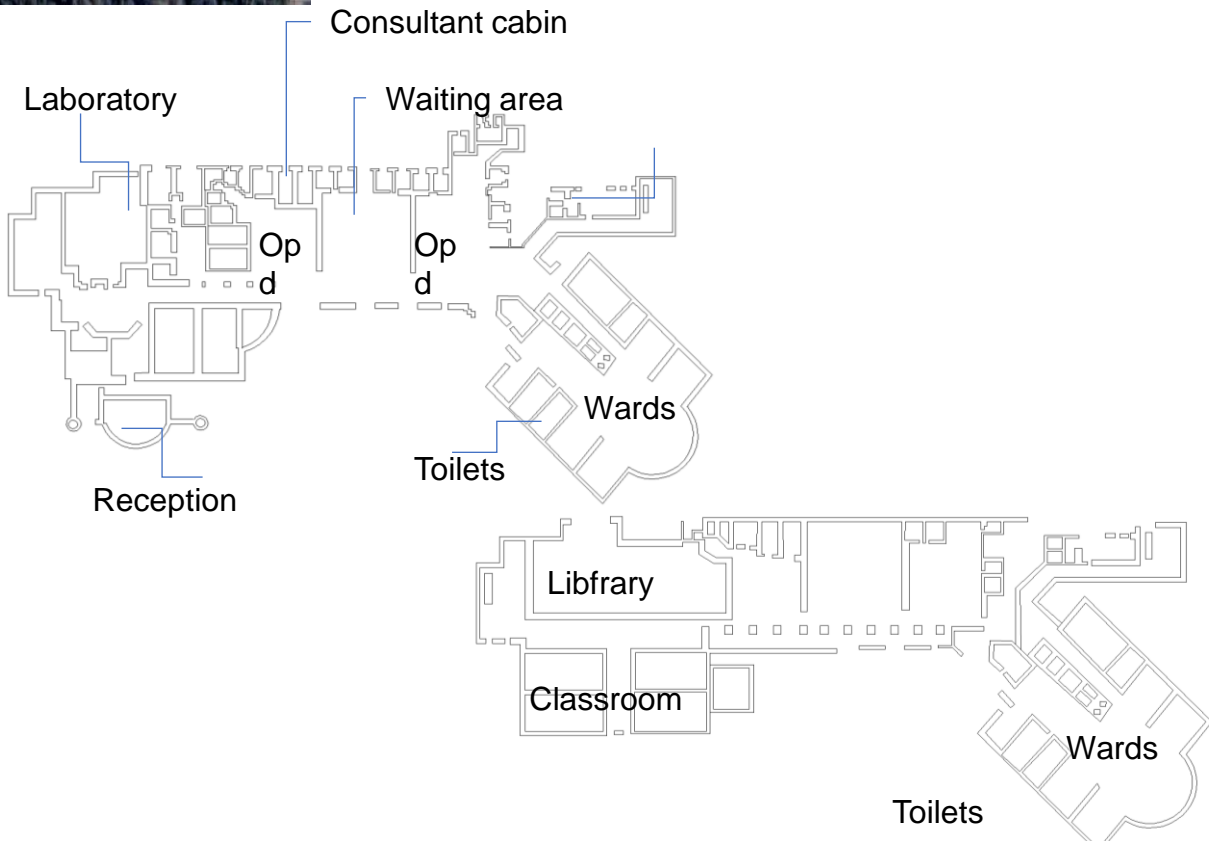 Consultant cabin
Laboratory
Waiting area
Op
d
Op
d
Wards
Toilets
Reception
Libfrary
Classroom
Wards
Toilets